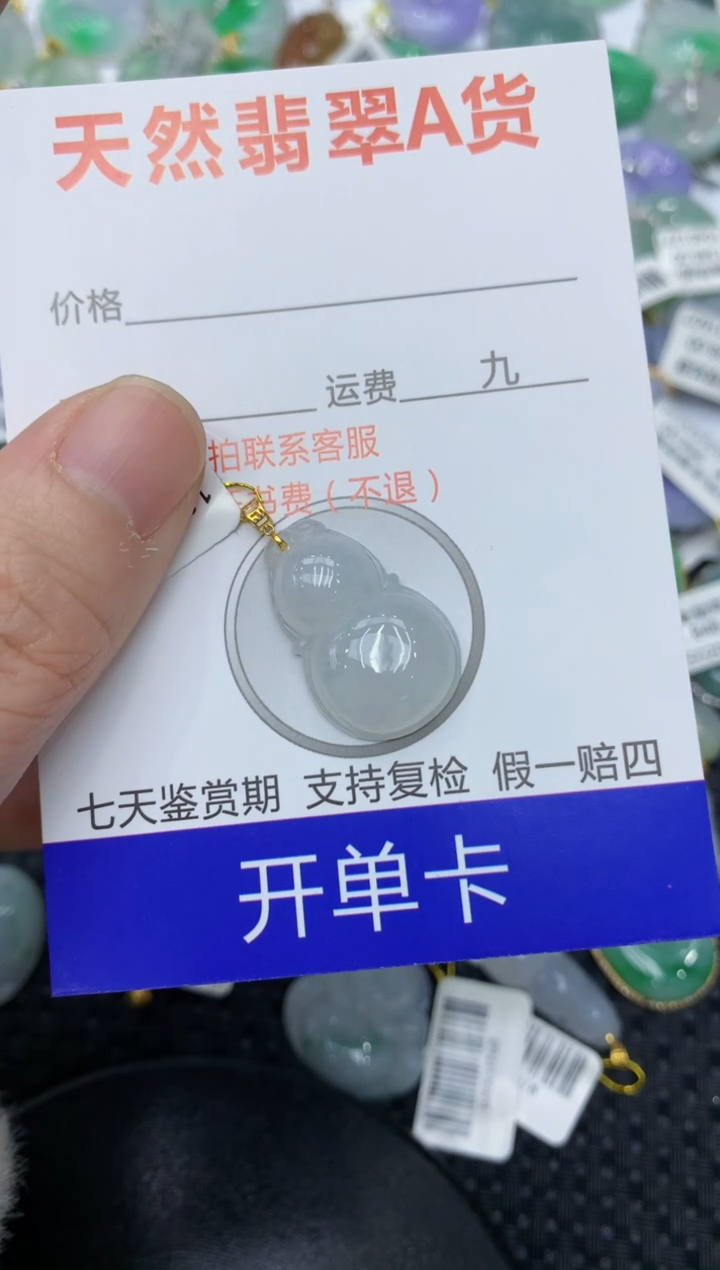 天然翡翠A货
价格
运费 九
拍联系客服
书费（不退）
七天鉴赏期 支持复检 假一赔四
开单卡